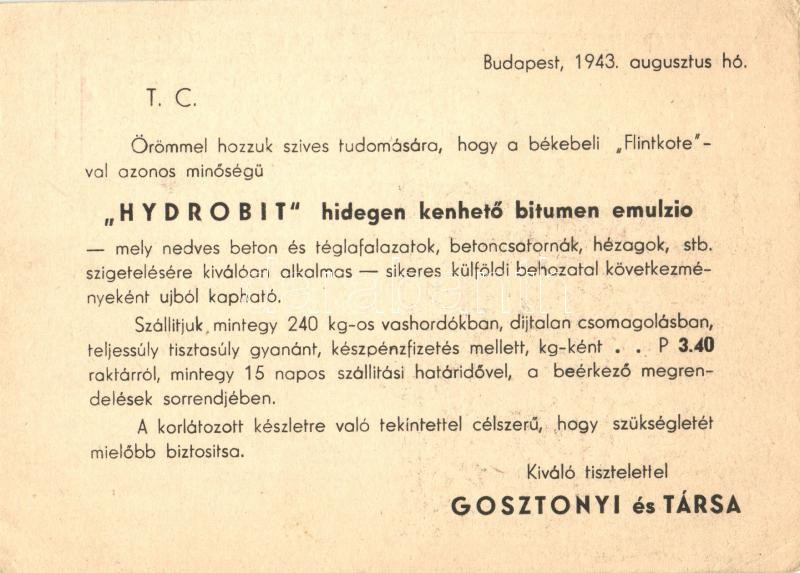 Budapest, 1943. augusztus hó.
T. C.
Örömmel hozzuk szives tudomására, hogy a békebeli „Flintkote"-
val azonos minőségü
„HYDROBIT" hidegen kenhető bitumen emulzio
— mely nedves beton és téglafalazatok, betoncsatornák, hézagok, stb.
szigetelésére kiválóan alkalmas — sikeres külföldi behozatal következmé-
nyeként ujból kapható.
Szállitjuk mintegy 240 kg-os vashordókban, dijtalan csomagolásban,
teljessúly tisztasúly gyanánt, készpénzfizetés mellett, kg-ként . . P 3.40
raktárról, mintegy 15 napos szállitási határidővel, a beérkező megren-
delések sorrendjében.
A korlátozott készletre való tekintettel célszerű, hogy szükségletét
mielőbb biztositsa.
Kiváló tisztelettel
GOSZTONYI és TÁRSA